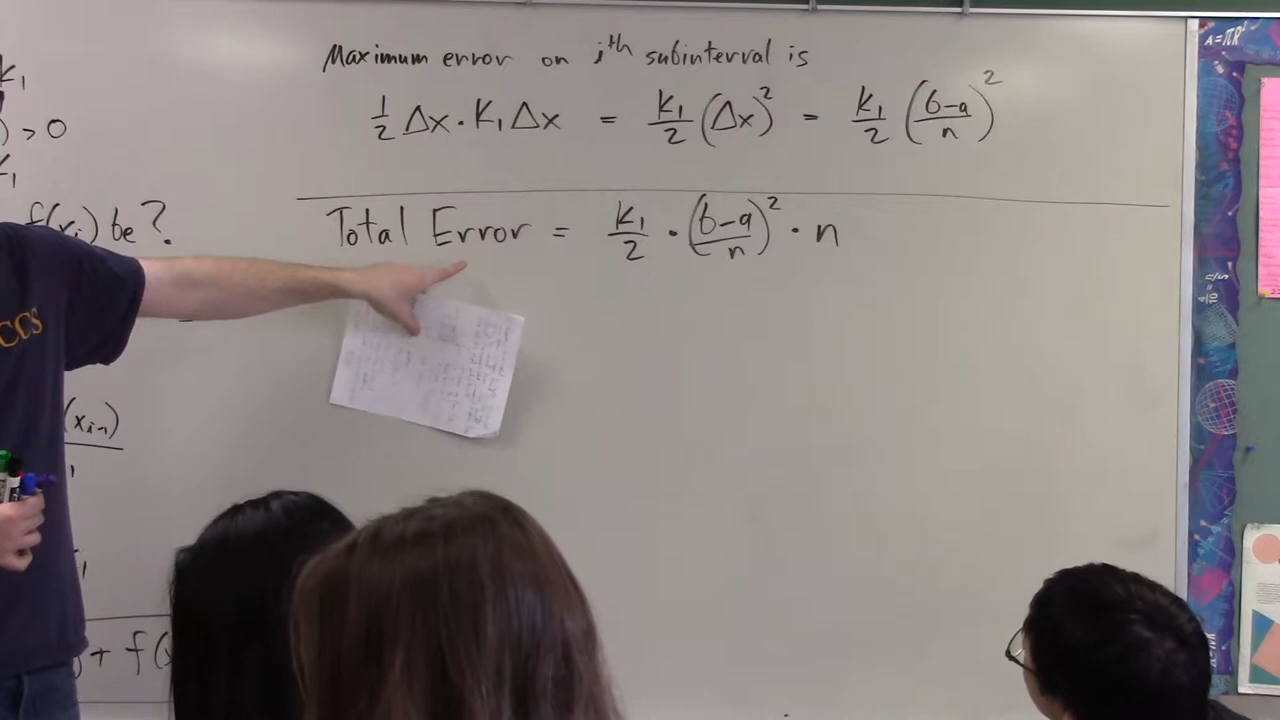 Maximum error on ith subinterval is
1/2 Δx · K₁ Δx = K₁/2 (Δx)² = K₁/2 ((b-a)/n)²
Total Error = K₁/2 · ((b-a)/n)² · n
K₁
) > 0
f(xᵢ) be?
CCS
(xᵢ₋₁)
+ f(x
A=πR²